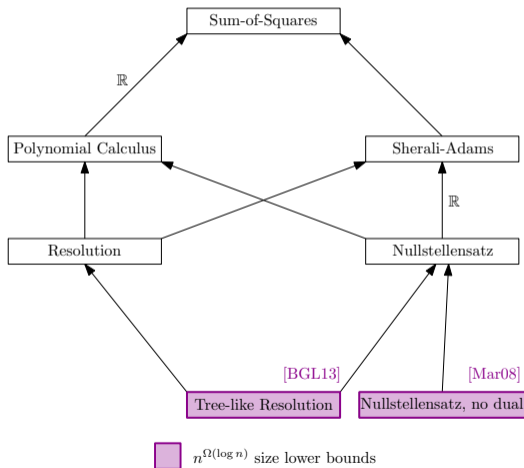 Sum-of-Squares
ℝ
Polynomial Calculus
Sherali-Adams
ℝ
Resolution
Nullstellensatz
[BGL13]
[Mar08]
Tree-like Resolution
Nullstellensatz, no dual
n^{Ω(log n)} size lower bounds